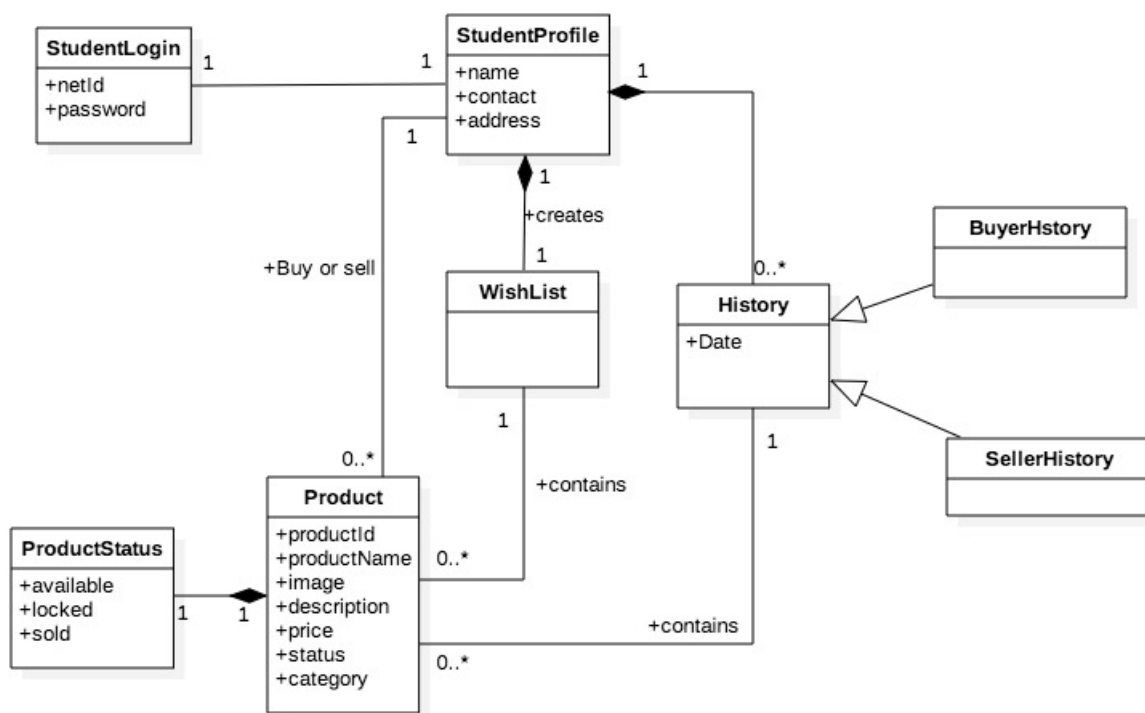 StudentLogin
+netId
+password
1
1
StudentProfile
+name
+contact
+address
1
1
1
+creates
1
+Buy or sell
0..*
WishList
1
+contains
0..*
0..*
History
+Date
1
+contains
0..*
BuyerHstory
SellerHistory
Product
+productId
+productName
+image
+description
+price
+status
+category
ProductStatus
+available
+locked
+sold
1
1